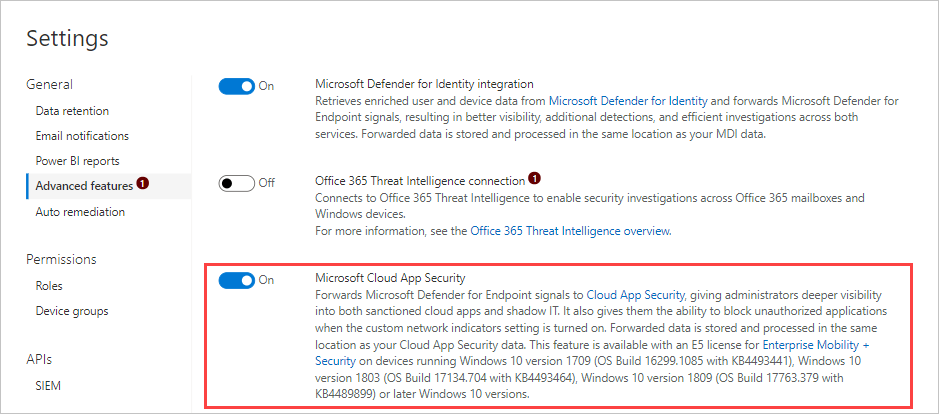 Settings
General
Data retention
Email notifications
Power BI reports
Advanced features 1
Auto remediation
Permissions
Roles
Device groups
APIs
SIEM
On
Microsoft Defender for Identity integration
Retrieves enriched user and device data from Microsoft Defender for Identity and forwards Microsoft Defender for
Endpoint signals, resulting in better visibility, additional detections, and efficient investigations across both
services. Forwarded data is stored and processed in the same location as your MDI data.
Off
Office 365 Threat Intelligence connection 1
Connects to Office 365 Threat Intelligence to enable security investigations across Office 365 mailboxes and
Windows devices.
For more information, see the Office 365 Threat Intelligence overview.
On
Microsoft Cloud App Security
Forwards Microsoft Defender for Endpoint signals to Cloud App Security, giving administrators deeper visibility
into both sanctioned cloud apps and shadow IT. It also gives them the ability to block unauthorized applications
when the custom network indicators setting is turned on. Forwarded data is stored and processed in the same
location as your Cloud App Security data. This feature is available with an E5 license for Enterprise Mobility +
Security on devices running Windows 10 version 1709 (OS Build 16299.1085 with KB4493441), Windows 10
version 1803 (OS Build 17134.704 with KB4493464), Windows 10 version 1809 (OS Build 17763.379 with
KB4489899) or later Windows 10 versions.